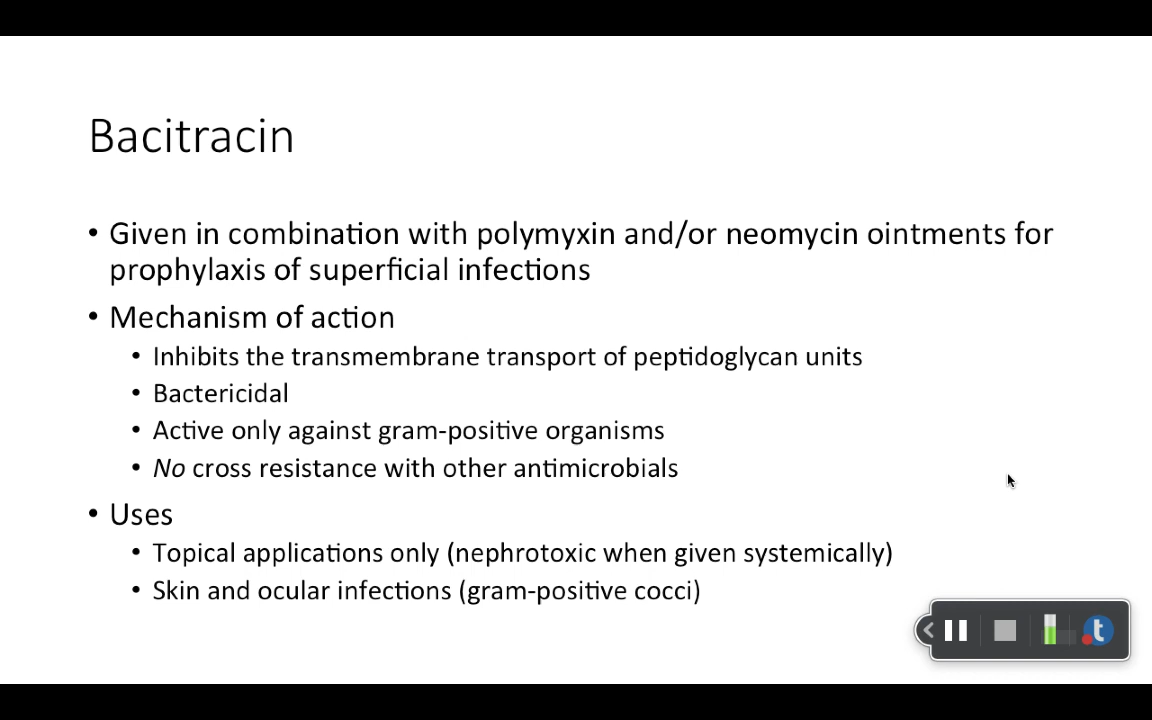 Bacitracin
• Given in combination with polymyxin and/or neomycin ointments for
prophylaxis of superficial infections
• Mechanism of action
• Inhibits the transmembrane transport of peptidoglycan units
• Bactericidal
• Active only against gram-positive organisms
• No cross resistance with other antimicrobials
• Uses
• Topical applications only (nephrotoxic when given systemically)
• Skin and ocular infections (gram-positive cocci)
t